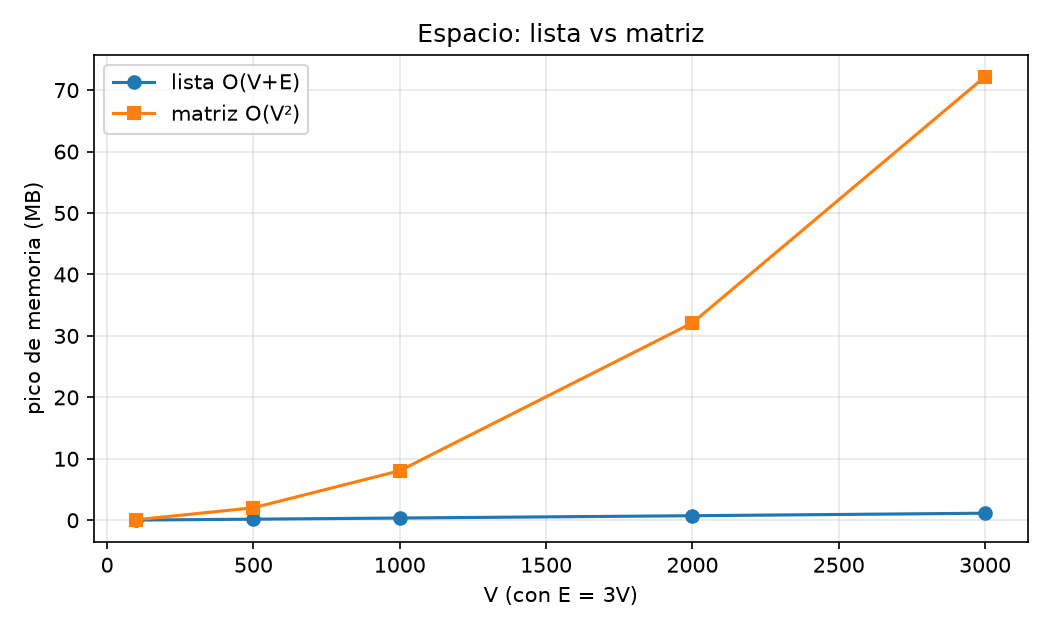 Espacio: lista vs matriz
lista O(V+E)
matriz O(V²)
pico de memoria (MB)
70
60
50
40
30
20
10
0
0 500 1000 1500 2000 2500 3000
V (con E = 3V)